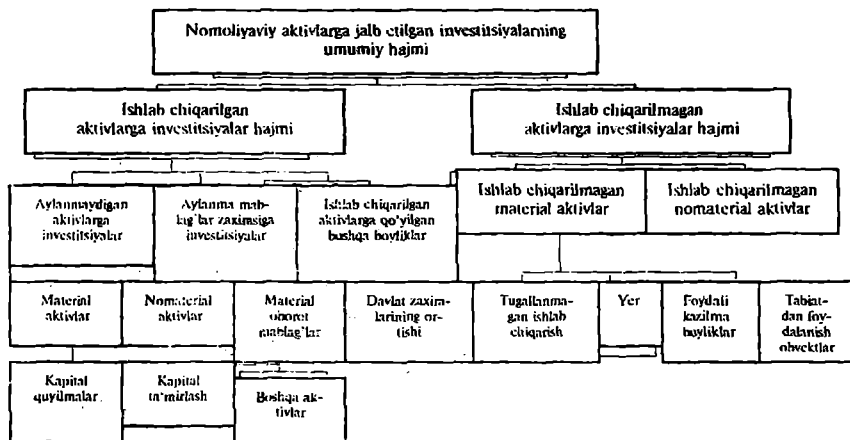 Nomoliyaviy aktivlarga jalb etilgan investitsiyalarning
umumiy hajmi
Ishlab chiqarilgan
aktivlarga investitsiyalar hajmi
Ishlab chiqarilmagan
aktivlarga investitsiyalar hajmi
Aylanmaydigan
aktivlarga
investitsiyalar
Aylanma mab-
lag'lar zaximsiga
investitsiyalar
Ishlab chiqarilgan
aktivlarga qo'yilgan
boshqa boyliklar
Ishlab chiqarilmagan
material aktivlar
Ishlab chiqarilmagan
nomaterial aktivlar
Material
aktivlar
Nomaterial
aktivlar
Material
oborot
mablag'lar
Davlat zaxim-
larining or-
tishi
Tugallanma-
gan ishlab
chiqarish
Yer
Foydali
kazilma
boyliklar
Tabiat-
dan foy-
dalanish
obyektlar
Kapital
quyilmalar
Kapital
ta'mirlash
Boshqa ak-
tivlar